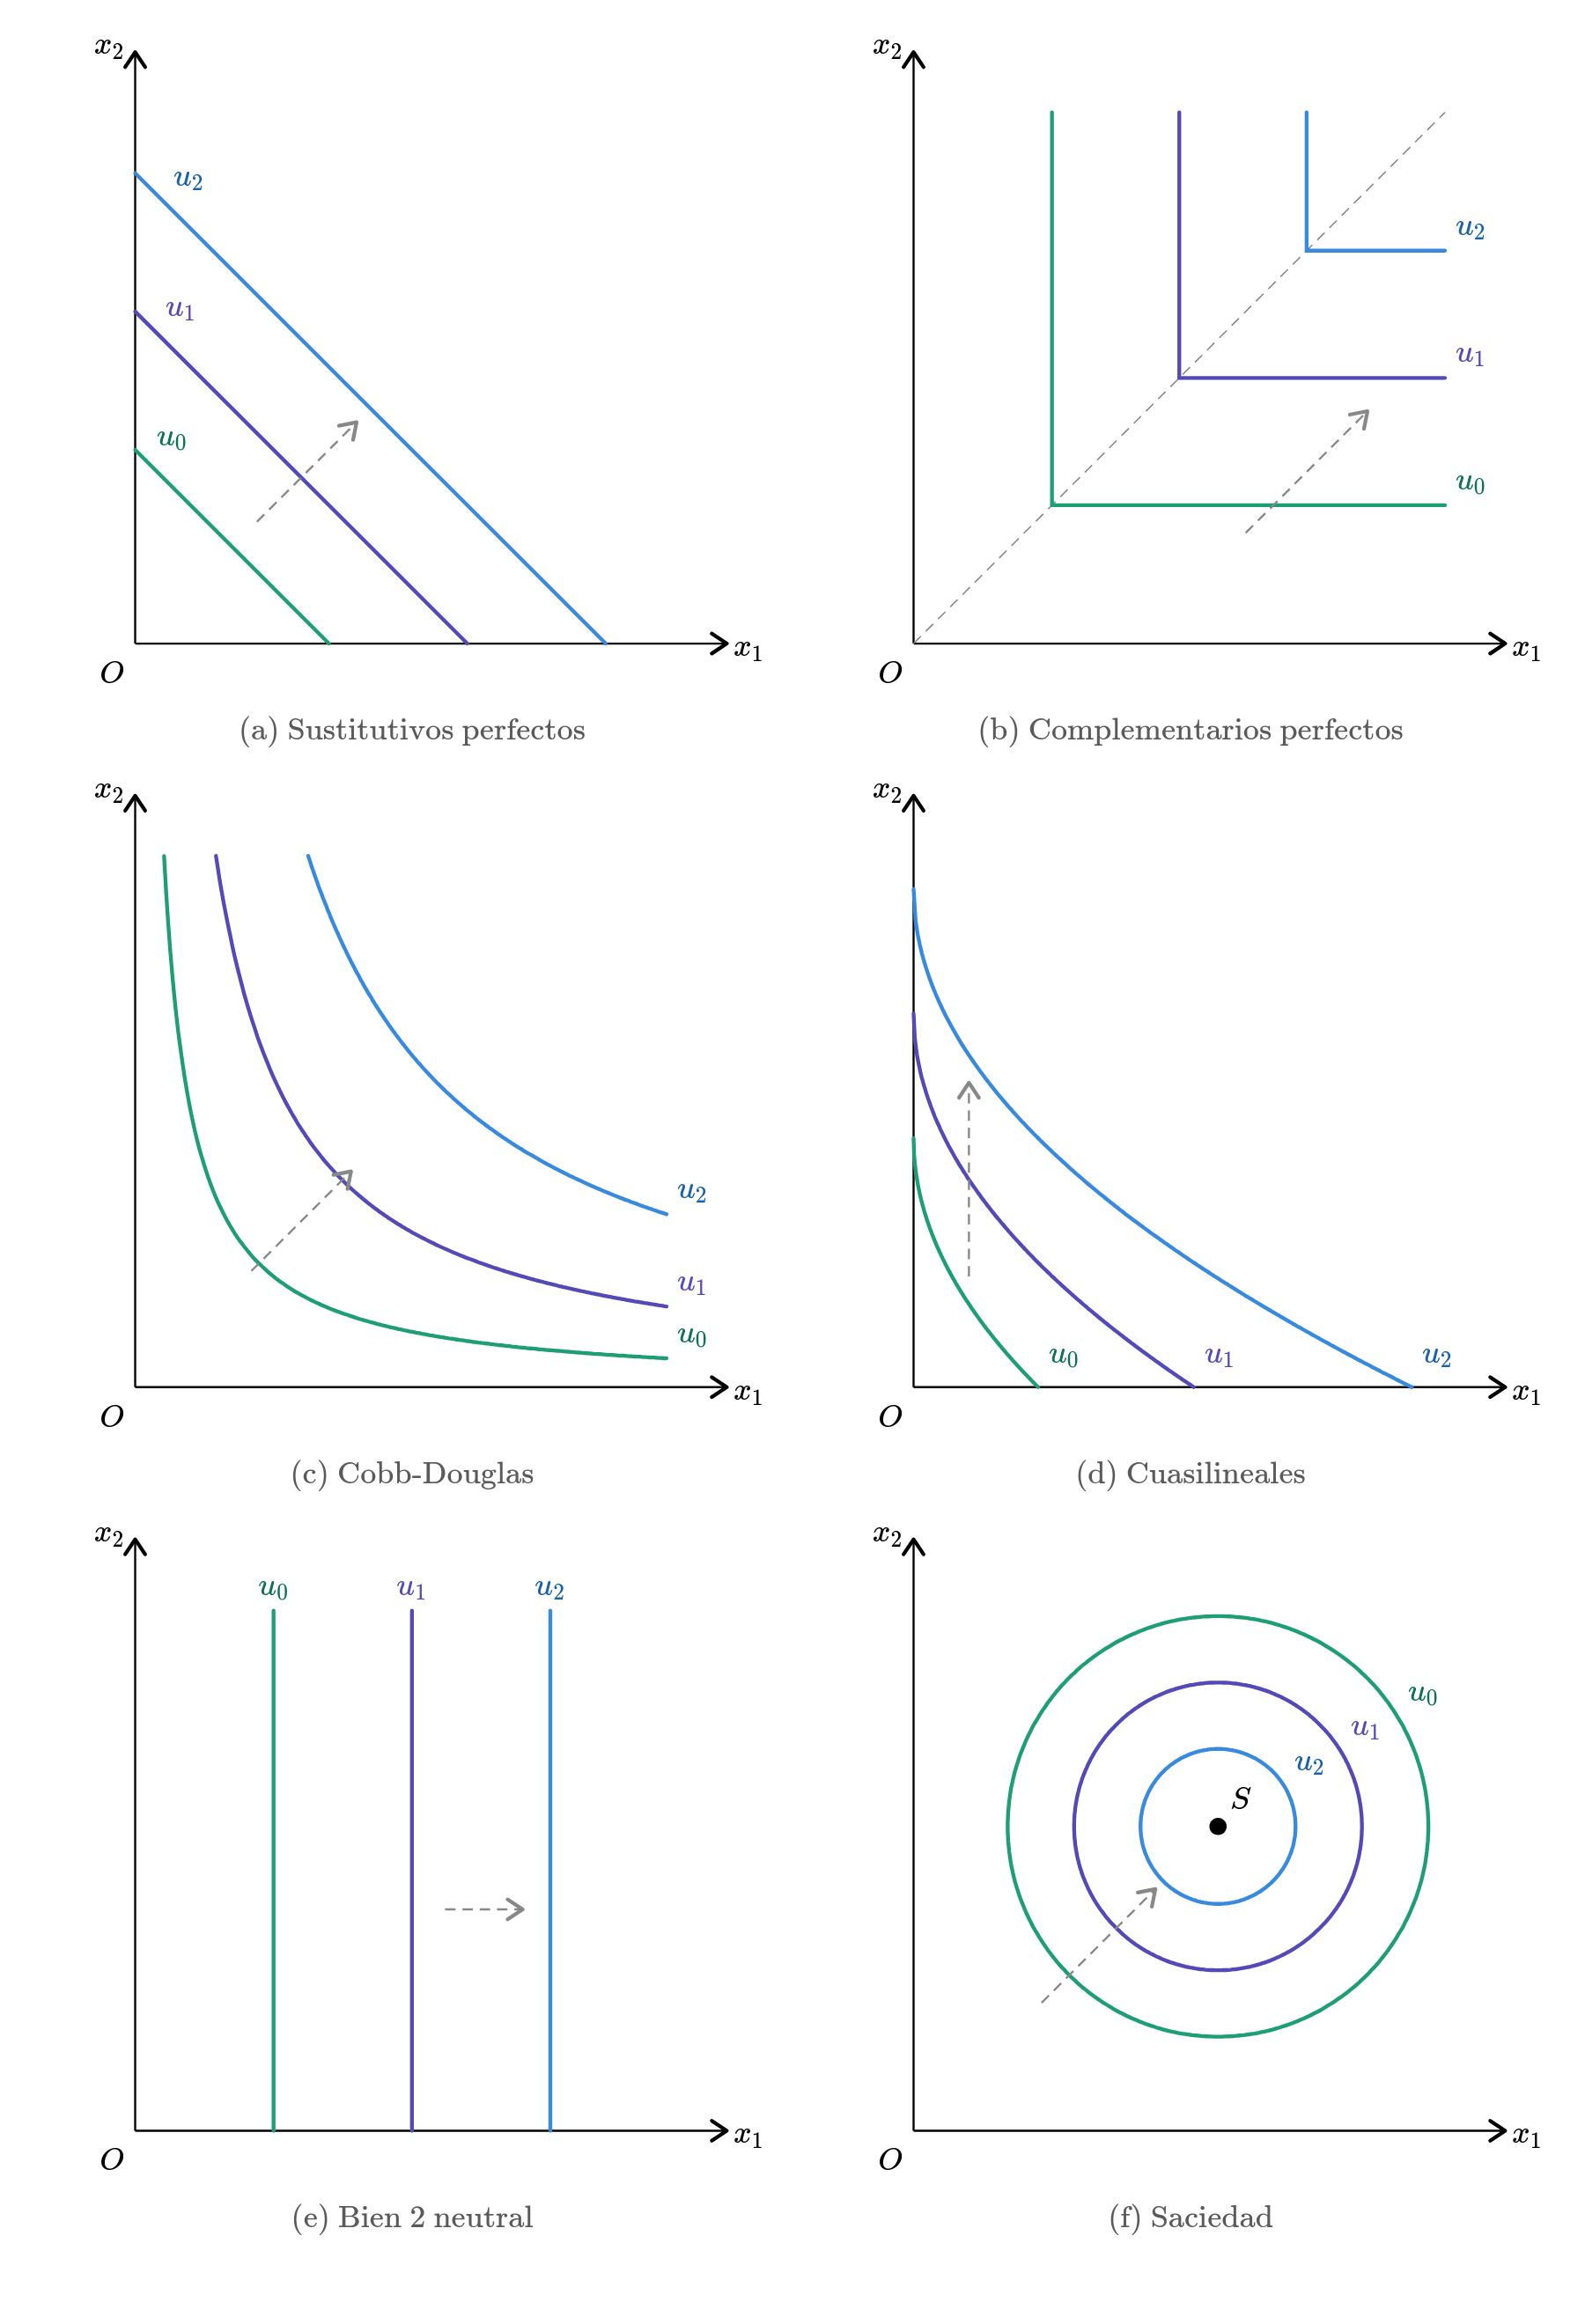 x₂
u₂
u₁
u₀
O
x₁
(a) Sustitutivos perfectos
x₂
u₂
u₁
u₀
O
x₁
(b) Complementarios perfectos
x₂
u₂
u₁
u₀
O
x₁
(c) Cobb-Douglas
x₂
u₀
u₁
u₂
O
x₁
(d) Cuasilineales
x₂
u₀
u₁
u₂
O
x₁
(e) Bien 2 neutral
x₂
u₀
u₁
u₂
S
O
x₁
(f) Saciedad